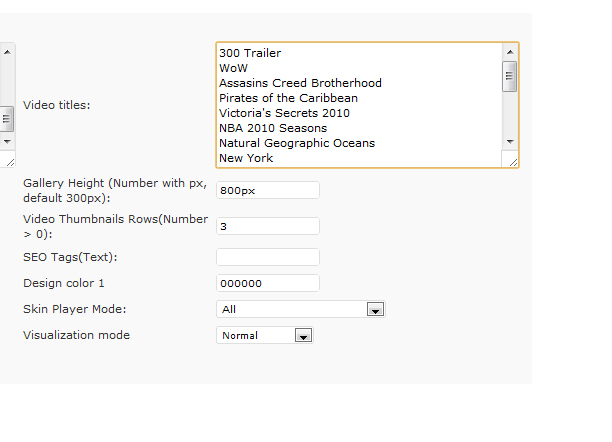 300 Trailer
WoW
Assasins Creed Brotherhood
Video titles:
Pirates of the Caribbean
Victoria's Secrets 2010
NBA 2010 Seasons
Natural Geographic Oceans
New York
Gallery Height (Number with px,
default 300px):
800px
Video Thumbnails Rows(Number
> 0):
3
SEO Tags(Text):
Design color 1
000000
Skin Player Mode:
All
Visualization mode
Normal